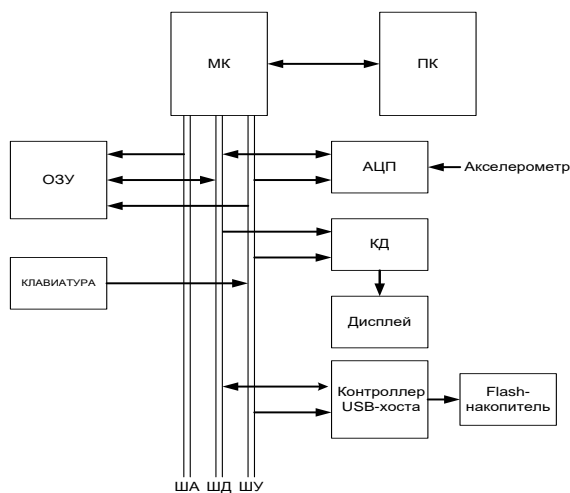 МК
ПК
ОЗУ
АЦП
Акселерометр
КД
КЛАВИАТУРА
Дисплей
Контроллер
USB-хоста
Flash-
накопитель
ША ШД ШУ